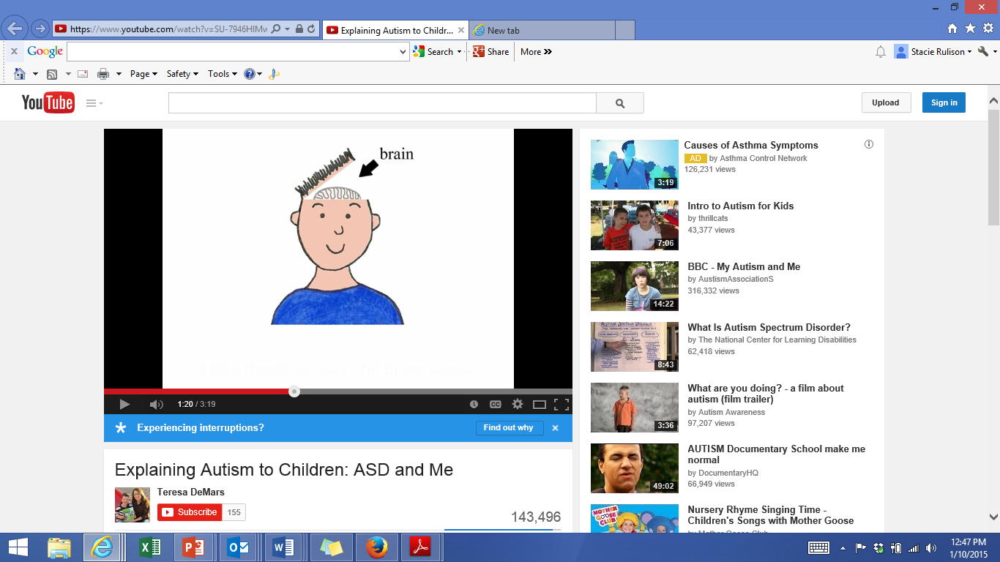 https://www.youtube.com/watch?v=SU-7946HIMw
Explaining Autism to Childr...
New tab
Google
Search
Share
More
Stacie Rulison
Page
Safety
Tools
YouTube
Upload
Sign in
brain
1:20 / 3:19
CC
Experiencing interruptions?
Find out why
Explaining Autism to Children: ASD and Me
Teresa DeMars
Subscribe
155
143,496
Causes of Asthma Symptoms
AD by Asthma Control Network
126,231 views
3:19
Intro to Autism for Kids
by thrillcats
43,377 views
7:06
BBC - My Autism and Me
by AustismAssociationS
316,332 views
14:22
What Is Autism Spectrum Disorder?
by The National Center for Learning Disabilities
62,418 views
AUTISM SPECTRUM DISORDER
8:43
What are you doing? - a film about
autism (film trailer)
by Autism Awareness
97,207 views
3:36
AUTISM Documentary School make me
normal
by DocumentaryHQ
66,949 views
49:02
Nursery Rhyme Singing Time -
Children's Songs with Mother Goose
by Mother Goose Club
MOTHER GOOSE CLUB
12:47 PM
1/10/2015